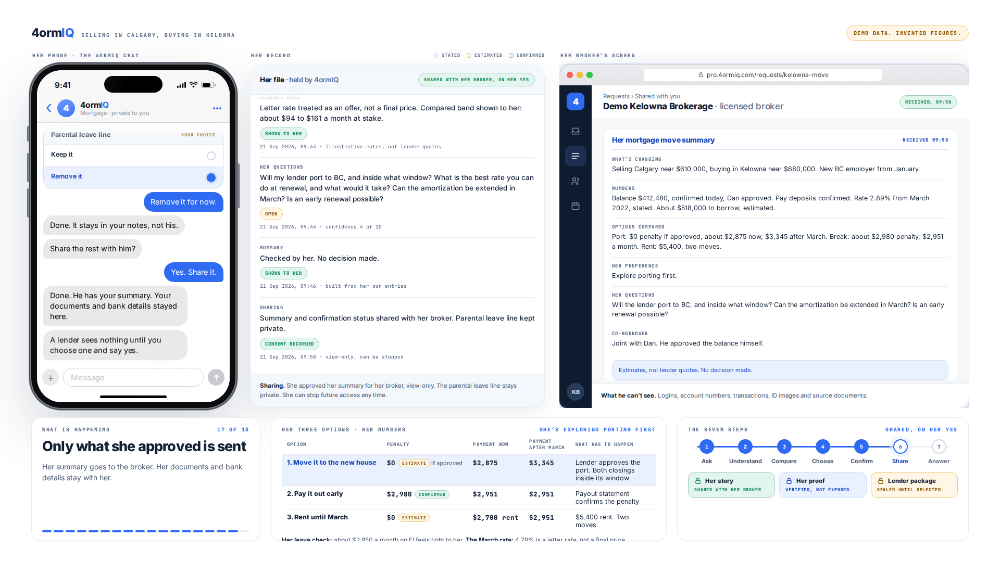 4ormIQ SELLING IN CALGARY, BUYING IN KELOWNA
DEMO DATA. INVENTED FIGURES.
HER PHONE · THE 4ORMIQ CHAT
9:41
4
4ormIQ
Mortgage · private to you
Parental leave line YOUR CHOICE
Keep it
Remove it
Remove it for now.
Done. It stays in your notes, not his.
Share the rest with him?
Yes. Share it.
Done. He has your summary. Your
documents and bank details stayed
here.
A lender sees nothing until you
choose one and say yes.
Message
HER RECORD
STATED ESTIMATED CONFIRMED
Her file · held by 4ormIQ
SHARED WITH HER BROKER, ON HER YES
RENEWAL RATE
Letter rate treated as an offer, not a final price. Compared band shown to her:
about $94 to $161 a month at stake.
SHOWN TO HER
21 Sep 2026, 09:43 · illustrative rates, not lender quotes
HER QUESTIONS
Will my lender port to BC, and inside what window? What is the best rate you can
do at renewal, and what would it take? Can the amortization be extended in
March? Is an early renewal possible?
OPEN
21 Sep 2026, 09:44 · confidence 4 of 10
SUMMARY
Checked by her. No decision made.
SHOWN TO HER
21 Sep 2026, 09:46 · built from her own entries
SHARING
Summary and confirmation status shared with her broker. Parental leave line kept
private.
CONSENT RECORDED
21 Sep 2026, 09:58 · view-only, can be stopped
Sharing. She approved her summary for her broker, view-only. The parental leave line stays
private. She can stop future access any time.
HER BROKER'S SCREEN
pro.4ormiq.com/requests/kelowna-move
4
Requests › Shared with you
Demo Kelowna Brokerage · licensed broker
RECEIVED, 09:58
Her mortgage move summary
RECEIVED 09:58
WHAT'S CHANGING
Selling Calgary near $610,000, buying in Kelowna near $680,000. New BC employer from January.
NUMBERS
Balance $412,480, confirmed today, Dan approved. Pay deposits confirmed. Rate 2.89% from March
2022, stated. About $518,000 to borrow, estimated.
OPTIONS COMPARED
Port: $0 penalty if approved, about $2,875 now, $3,345 after March. Break: about $2,980 penalty, $2,951
a month. Rent: $5,400, two moves.
HER PREFERENCE
Explore porting first.
HER QUESTIONS
Will the lender port to BC, and inside what window? Can the amortization be extended in March? Is an early
renewal possible?
CO-BORROWER
Joint with Dan. He approved the balance himself.
Estimates, not lender quotes. No decision made.
KB
What he can't see. Logins, account numbers, transactions, ID images and source documents.
WHAT IS HAPPENING 17 OF 18
Only what she approved is sent
Her summary goes to the broker. Her documents and bank
details stay with her.
HER THREE OPTIONS · HER NUMBERS SHE'S EXPLORING PORTING FIRST
OPTION PENALTY PAYMENT NOW PAYMENT AFTER MARCH WHAT HAS TO HAPPEN
1. Move it to the new house $0 ESTIMATE if approved $2,875 $3,345 Lender approves the
port. Both closings
inside its window
2. Pay it out early $2,980 CONFIRMED $2,951 $2,951 Payout statement
confirms the penalty
3. Rent until March $0 ESTIMATE $2,700 rent $2,951 $5,400 rent. Two
moves
Her leave check: about $2,950 a month on EI feels tight to her. The March rate: 4.79% is a letter rate, not a final price.
THE SEVEN STEPS SHARED, ON HER YES
1 2 3 4 5 6 7
Ask Understand Compare Choose Confirm Share Answer
Her story
SHARED WITH HER BROKER
Her proof
VERIFIED, NOT EXPOSED
Lender package
SEALED UNTIL SELECTED